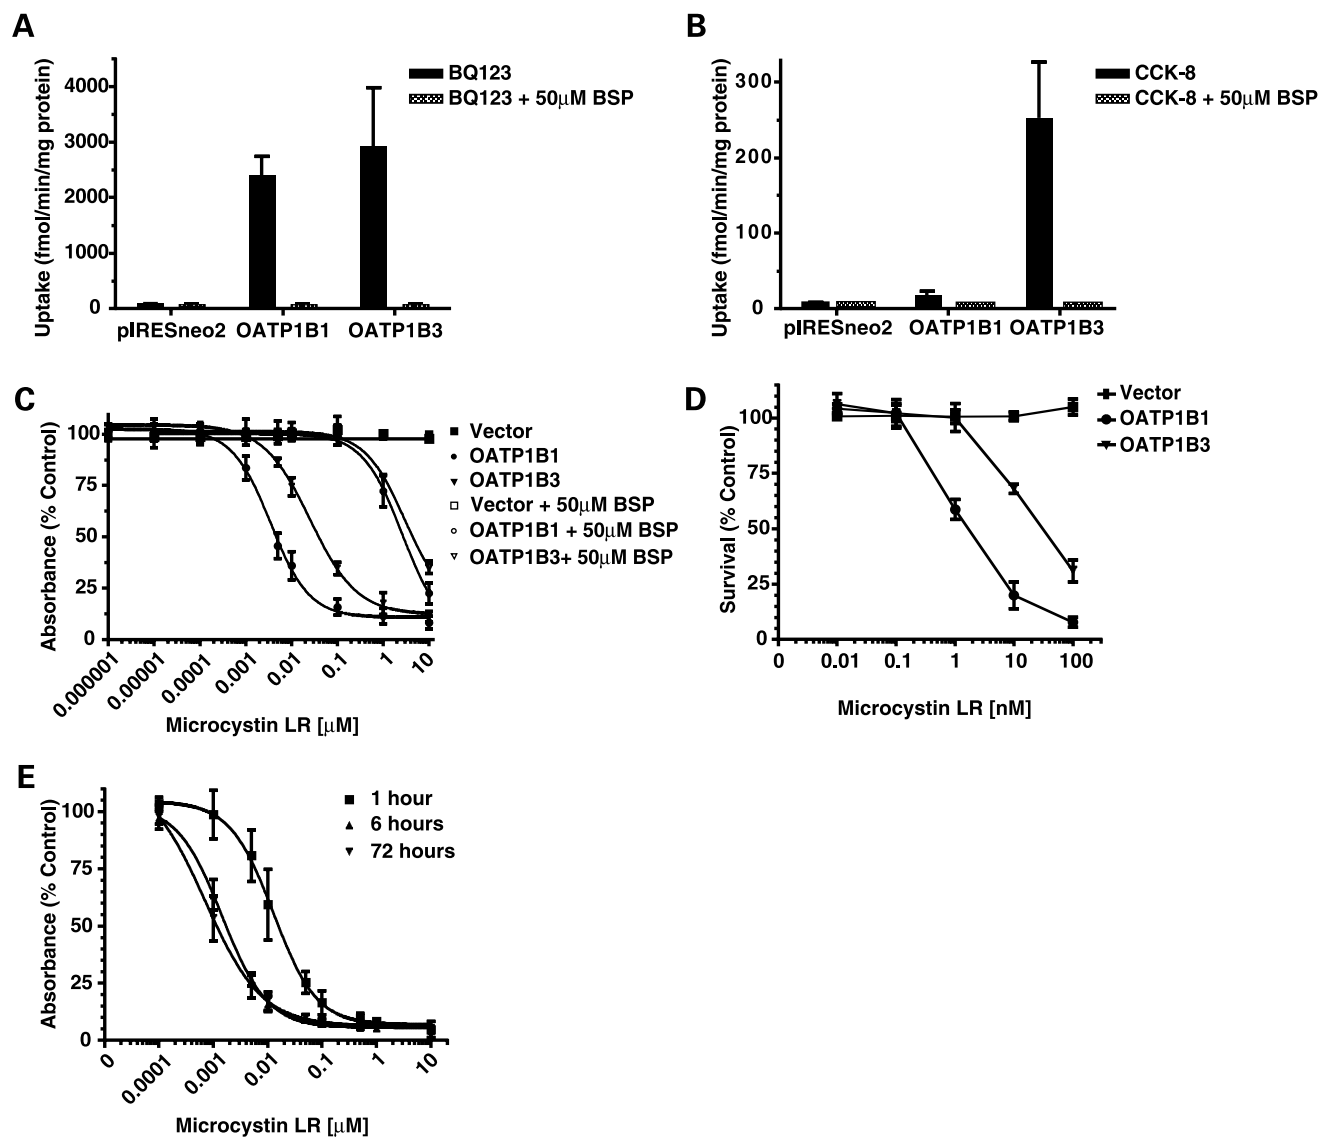 A
Uptake (fmol/min/mg protein)
4000
3000
2000
1000
0
BQ123
BQ123 + 50μM BSP
pIRESneo2 OATP1B1 OATP1B3
B
Uptake (fmol/min/mg protein)
300
200
100
0
CCK-8
CCK-8 + 50μM BSP
pIRESneo2 OATP1B1 OATP1B3
C
Absorbance (% Control)
100
75
50
25
0
0.000001 0.00001 0.0001 0.001 0.01 0.1 1 10
Microcystin LR [μM]
Vector
OATP1B1
OATP1B3
Vector + 50μM BSP
OATP1B1 + 50μM BSP
OATP1B3+ 50μM BSP
D
Survival (% Control)
100
75
50
25
0
0 0.01 0.1 1 10 100
Microcystin LR [nM]
Vector
OATP1B1
OATP1B3
E
Absorbance (% Control)
100
75
50
25
0
0 0.0001 0.001 0.01 0.1 1 10
Microcystin LR [μM]
1 hour
6 hours
72 hours